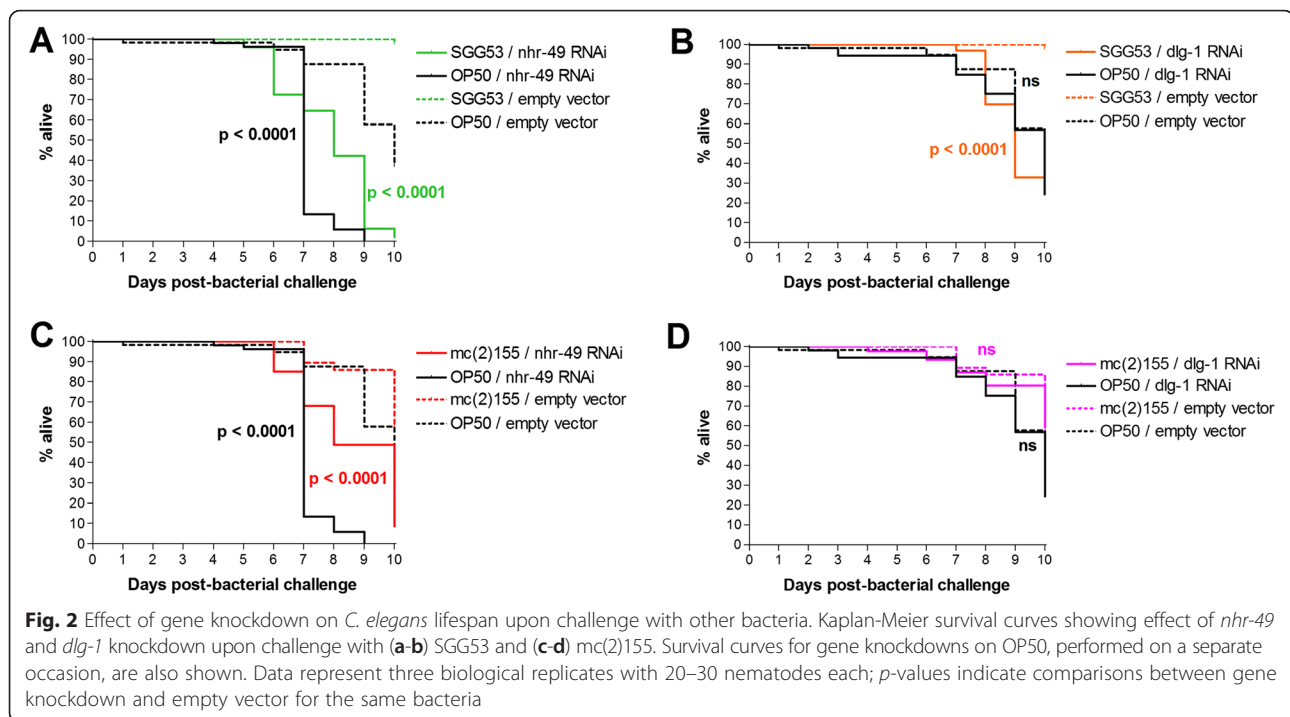 A
100
90
80
70
60
50
40
30
20
10
0
% alive
0 1 2 3 4 5 6 7 8 9 10
Days post-bacterial challenge
p < 0.0001
p < 0.0001
SGG53 / nhr-49 RNAi
OP50 / nhr-49 RNAi
SGG53 / empty vector
OP50 / empty vector
B
100
90
80
70
60
50
40
30
20
10
0
% alive
0 1 2 3 4 5 6 7 8 9 10
Days post-bacterial challenge
ns
p < 0.0001
SGG53 / dlg-1 RNAi
OP50 / dlg-1 RNAi
SGG53 / empty vector
OP50 / empty vector
C
100
90
80
70
60
50
40
30
20
10
0
% alive
0 1 2 3 4 5 6 7 8 9 10
Days post-bacterial challenge
p < 0.0001
p < 0.0001
mc(2)155 / nhr-49 RNAi
OP50 / nhr-49 RNAi
mc(2)155 / empty vector
OP50 / empty vector
D
100
90
80
70
60
50
40
30
20
10
0
% alive
0 1 2 3 4 5 6 7 8 9 10
Days post-bacterial challenge
ns
ns
mc(2)155 / dlg-1 RNAi
OP50 / dlg-1 RNAi
mc(2)155 / empty vector
OP50 / empty vector
Fig. 2 Effect of gene knockdown on C. elegans lifespan upon challenge with other bacteria. Kaplan-Meier survival curves showing effect of nhr-49
and dlg-1 knockdown upon challenge with (a-b) SGG53 and (c-d) mc(2)155. Survival curves for gene knockdowns on OP50, performed on a separate
occasion, are also shown. Data represent three biological replicates with 20–30 nematodes each; p-values indicate comparisons between gene
knockdown and empty vector for the same bacteria